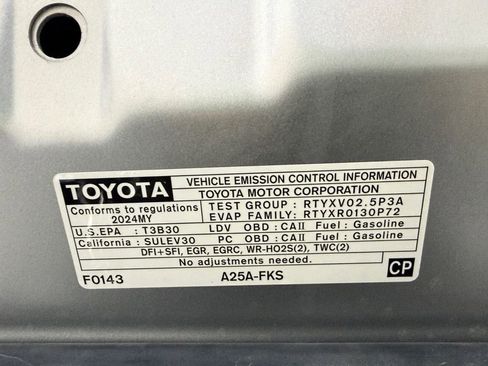 TOYOTA VEHICLE EMISSION CONTROL INFORMATION
TOYOTA MOTOR CORPORATION
Conforms to regulations
2024MY
TEST GROUP : RTYXV02.5P3A
EVAP FAMILY: RTYXR0130P72
U.S.EPA : T3B30 LDV OBD : CAII Fuel : Gasoline
California : SULEV30 PC OBD : CAII Fuel : Gasoline
DFI+SFI, EGR, EGRC, WR-HO2S(2), TWC(2)
No adjustments needed.
F0143 A25A-FKS CP